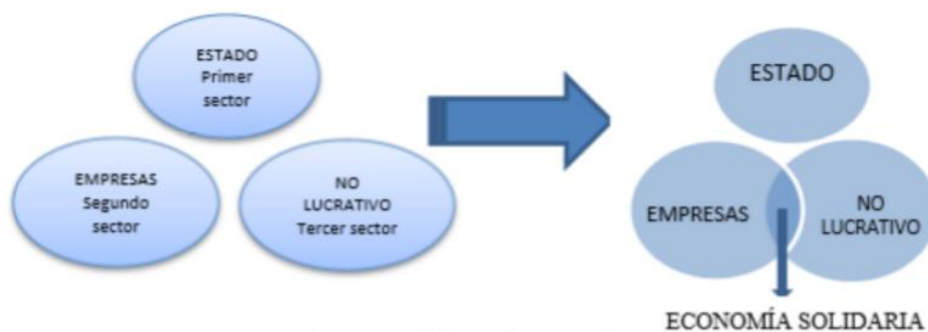 ESTADO
Primer
sector
EMPRESAS
Segundo
sector
NO
LUCRATIVO
Tercer sector
ESTADO
EMPRESAS
NO
LUCRATIVO
ECONOMÍA SOLIDARIA